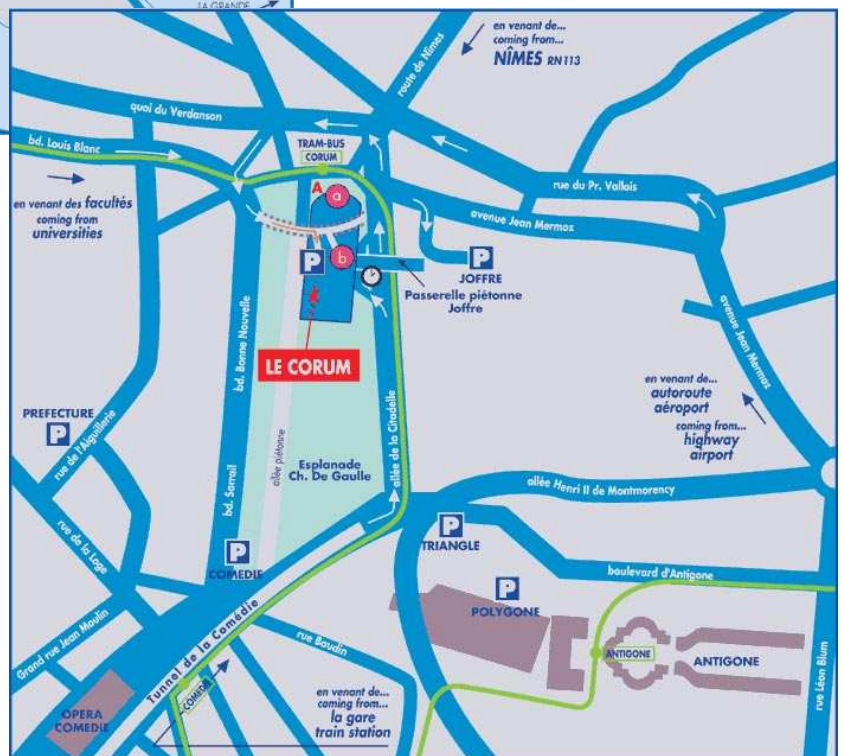 LA GRANDE
en venant de...
coming from...
NÎMES RN113
route de Nîmes
quai du Verdanson
bd. Louis Blanc
TRAM-BUS
CORUM
en venant des facultés
coming from
universities
A
a
b
P
rue du Pr. Vallois
avenue Jean Mermoz
P
JOFFRE
Passerelle piétonne
Joffre
LE CORUM
bd. Bonne Nouvelle
avenue Jean Mermoz
en venant de...
autoroute
aéroport
coming from...
highway
airport
PREFECTURE
P
rue de l'Aiguillerie
allée piétonne
Esplanade
Ch. De Gaulle
allée de la Citadelle
bd. Sarrail
allée Henri II de Montmorency
rue de la Loge
P
COMEDIE
P
TRIANGLE
boulevard d'Antigone
P
POLYGONE
Grand rue Jean Moulin
Tunnel de la Comédie
rue Baudin
ANTIGONE
ANTIGONE
rue Léon Blum
COMEDIE
OPERA
COMEDIE
en venant de...
coming from...
la gare
train station